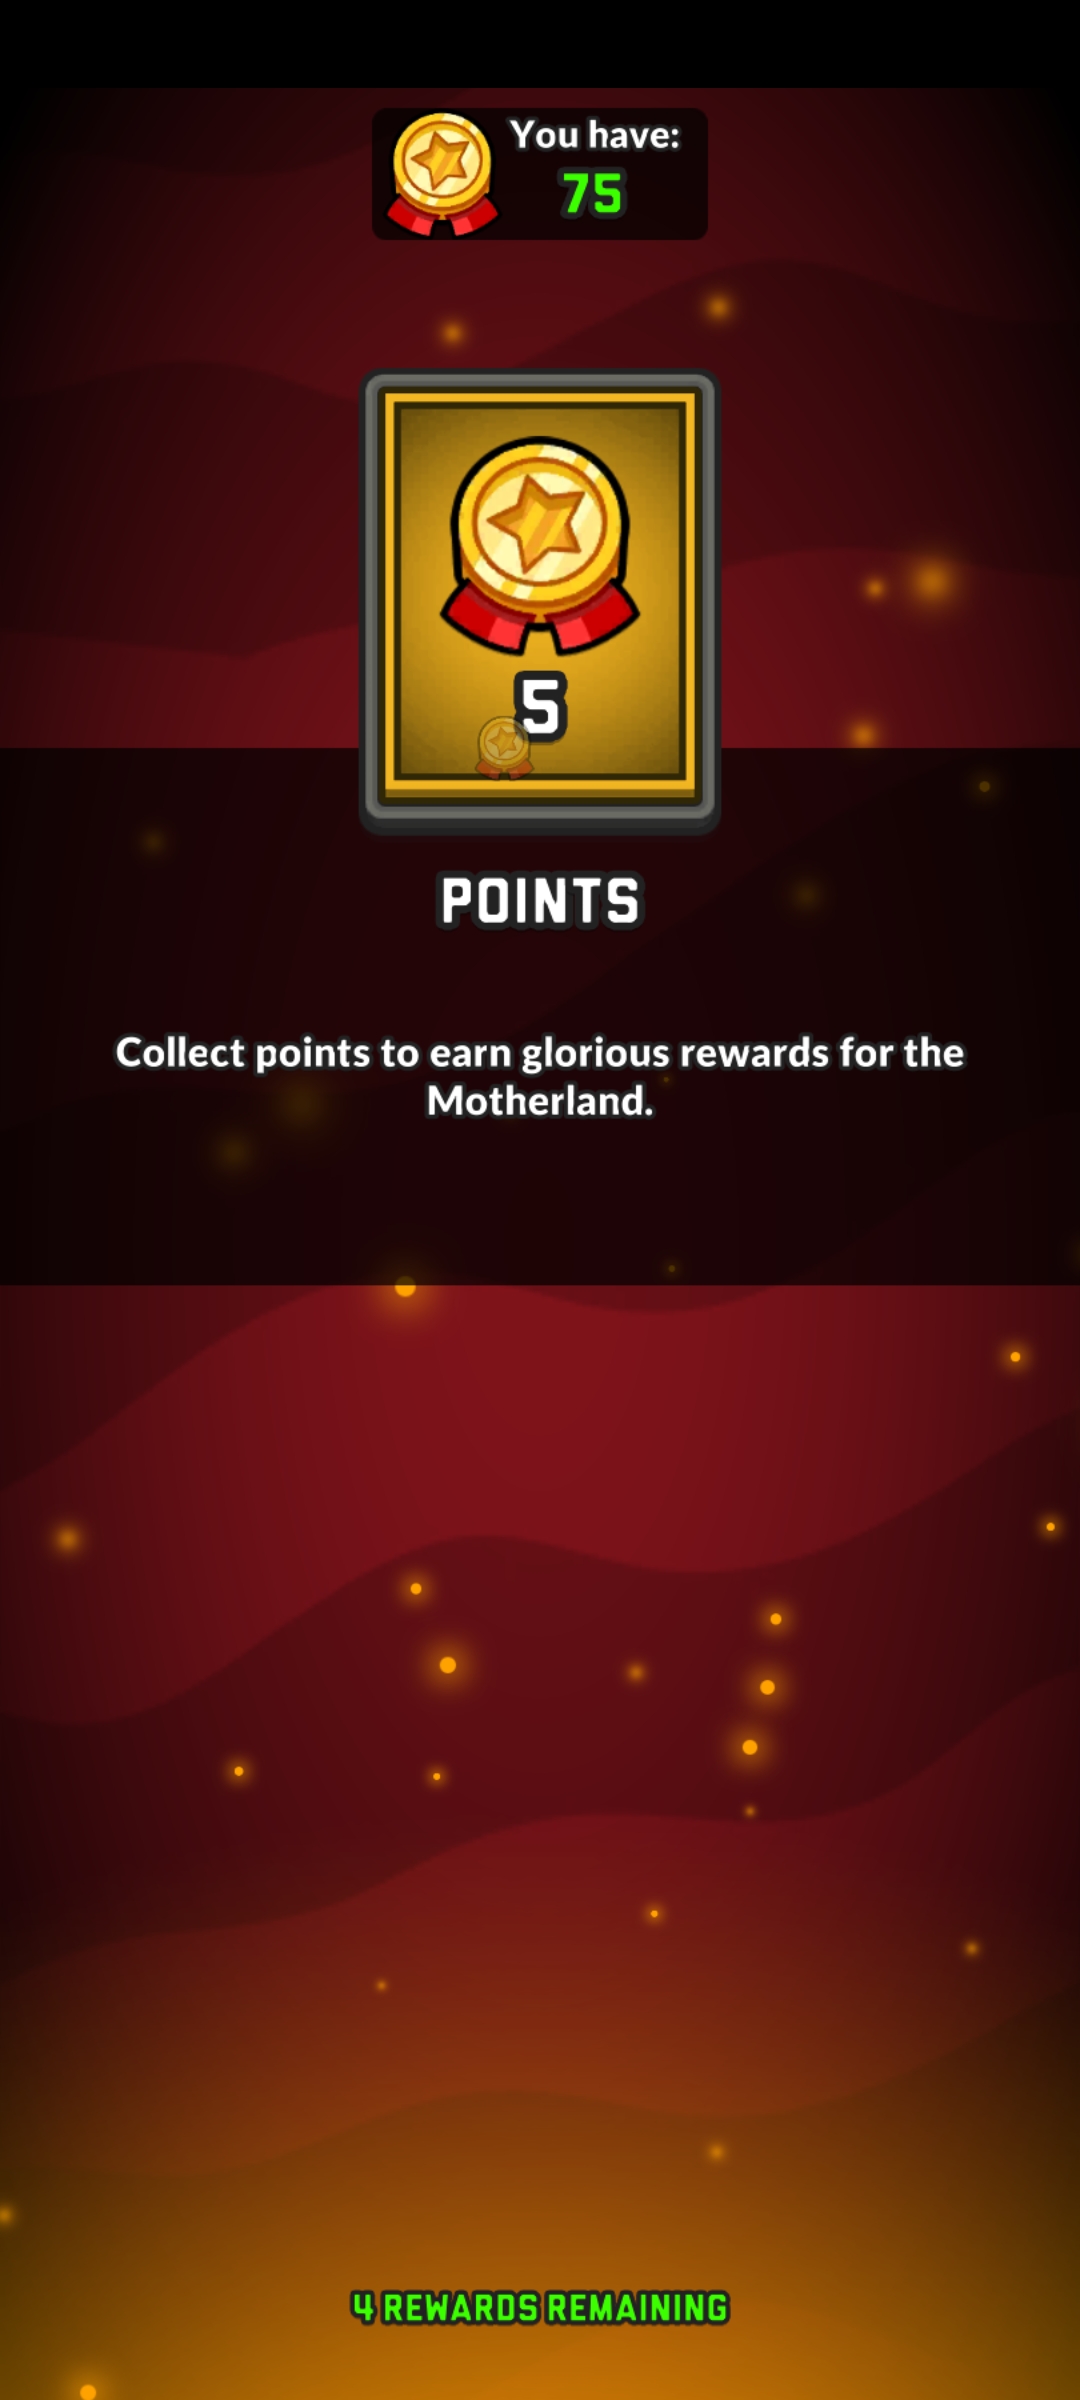 You have:
75
5
POINTS
Collect points to earn glorious rewards for the
Motherland.
4 REWARDS REMAINING